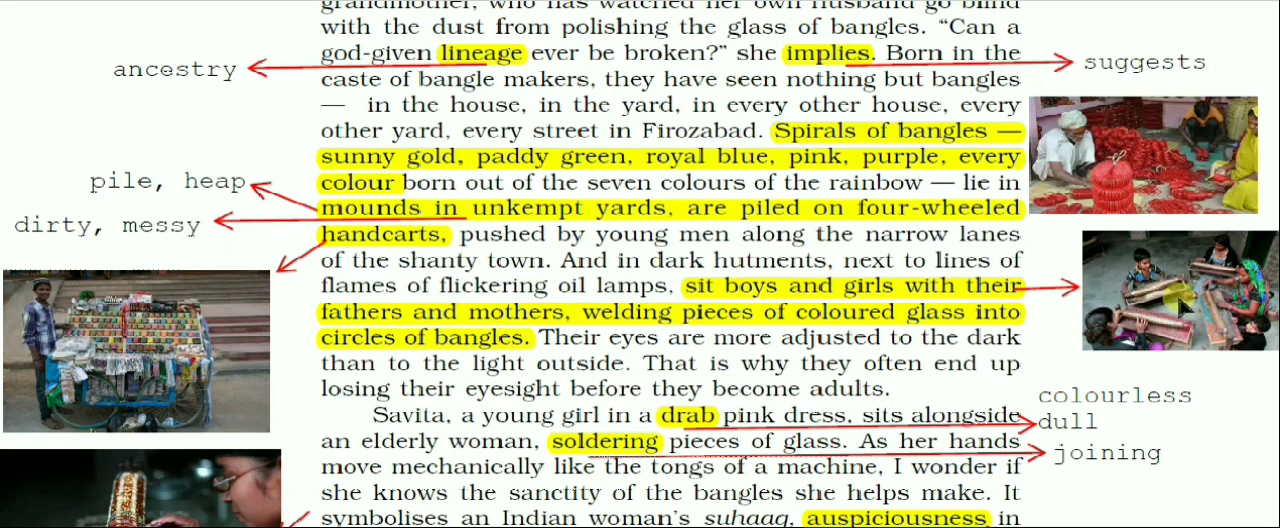 grandmother, who has watched her own husband go blind
with the dust from polishing the glass of bangles. “Can a
god-given lineage ever be broken?” she implies. Born in the
ancestry
suggests
caste of bangle makers, they have seen nothing but bangles
— in the house, in the yard, in every other house, every
other yard, every street in Firozabad. Spirals of bangles —
sunny gold, paddy green, royal blue, pink, purple, every
colour born out of the seven colours of the rainbow — lie in
pile, heap
mounds in unkempt yards, are piled on four-wheeled
dirty, messy
handcarts, pushed by young men along the narrow lanes
of the shanty town. And in dark hutments, next to lines of
flames of flickering oil lamps, sit boys and girls with their
fathers and mothers, welding pieces of coloured glass into
circles of bangles. Their eyes are more adjusted to the dark
than to the light outside. That is why they often end up
losing their eyesight before they become adults.
colourless
Savita, a young girl in a drab pink dress, sits alongside
dull
an elderly woman, soldering pieces of glass. As her hands
joining
move mechanically like the tongs of a machine, I wonder if
she knows the sanctity of the bangles she helps make. It
symbolises an Indian woman’s suhaag, auspiciousness in